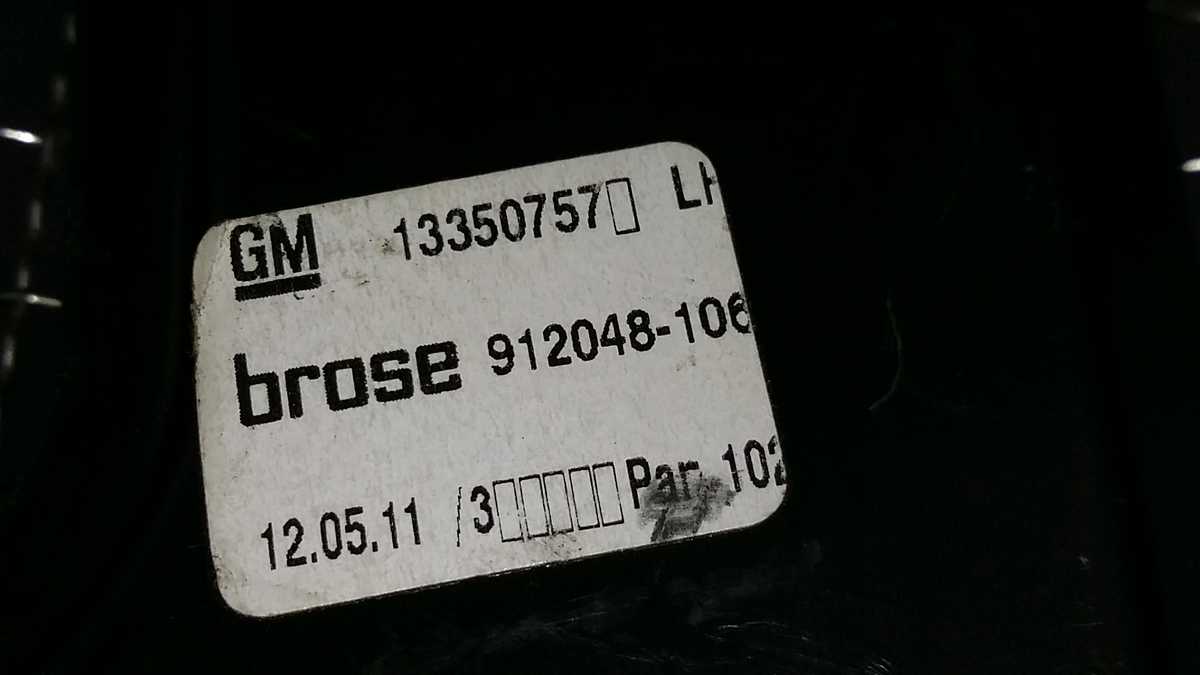 GM 13350757▯ LH
brose 912048-106
12.05.11 /3▯▯▯▯▯Par. 102